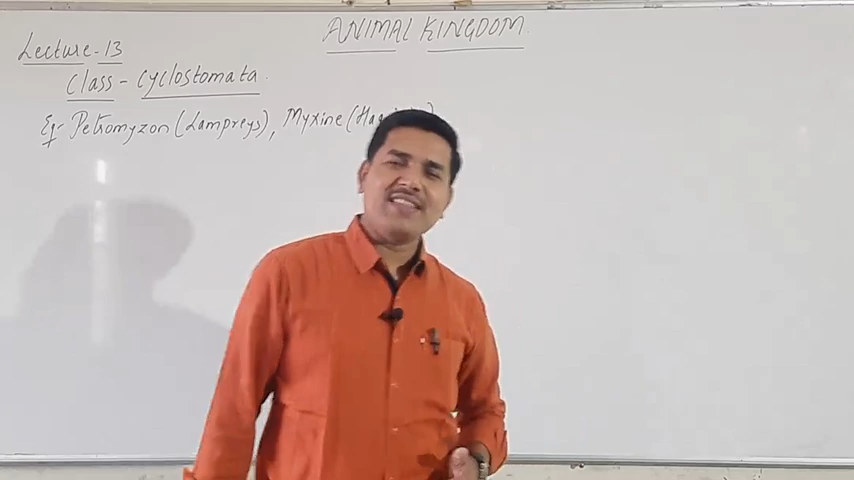 ANIMAL KINGDOM
Lecture-13
Class - Cyclostomata.
Eg- Petromyzon (Lampreys), Myxine